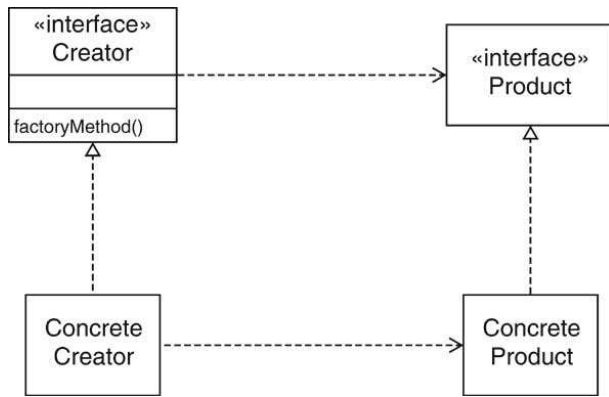 «interface»
Creator
factoryMethod()
«interface»
Product
Concrete
Creator
Concrete
Product